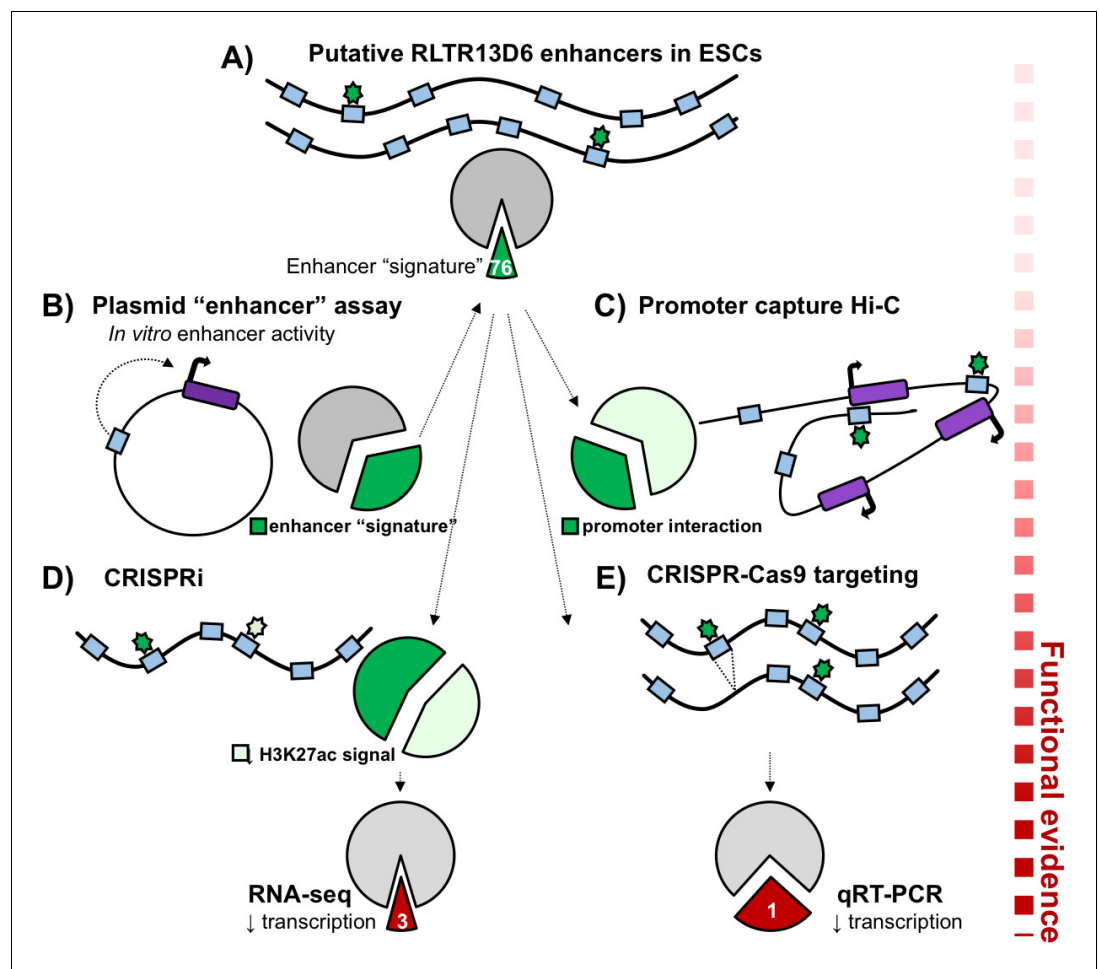 A) Putative RLTR13D6 enhancers in ESCs
Enhancer “signature” 76
B) Plasmid “enhancer” assay
In vitro enhancer activity
enhancer “signature”
C) Promoter capture Hi-C
promoter interaction
D) CRISPRi
↓ H3K27ac signal
RNA-seq
↓ transcription
3
E) CRISPR-Cas9 targeting
1
qRT-PCR
↓ transcription
Functional evidence